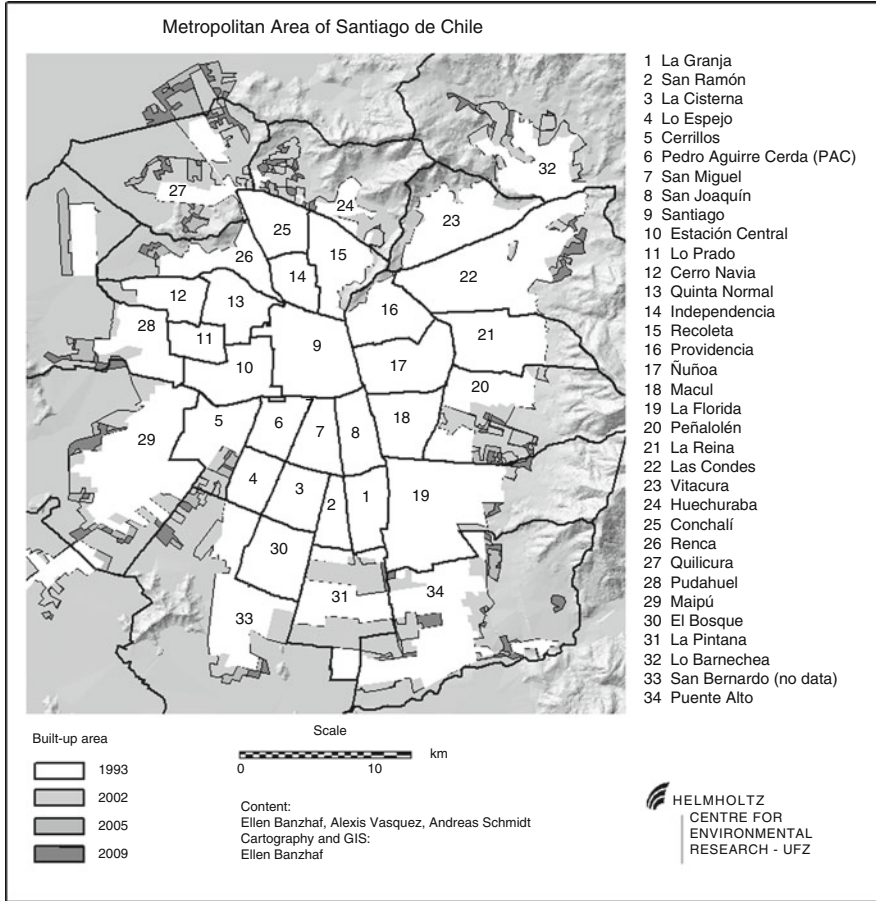 Metropolitan Area of Santiago de Chile
1 La Granja
2 San Ramón
3 La Cisterna
4 Lo Espejo
5 Cerrillos
6 Pedro Aguirre Cerda (PAC)
7 San Miguel
8 San Joaquín
9 Santiago
10 Estación Central
11 Lo Prado
12 Cerro Navia
13 Quinta Normal
14 Independencia
15 Recoleta
16 Providencia
17 Ñuñoa
18 Macul
19 La Florida
20 Peñalolén
21 La Reina
22 Las Condes
23 Vitacura
24 Huechuraba
25 Conchalí
26 Renca
27 Quilicura
28 Pudahuel
29 Maipú
30 El Bosque
31 La Pintana
32 Lo Barnechea
33 San Bernardo (no data)
34 Puente Alto
32
27
24
23
25
15
26
22
14
12
13
16
28
21
11
9
17
10
20
5
6
7
8
18
29
4
3
2
1
19
30
31
34
33
Built-up area
1993
2002
2005
2009
Scale
km
0 10
Content:
Ellen Banzhaf, Alexis Vasquez, Andreas Schmidt
Cartography and GIS:
Ellen Banzhaf
HELMHOLTZ
CENTRE FOR
ENVIRONMENTAL
RESEARCH - UFZ